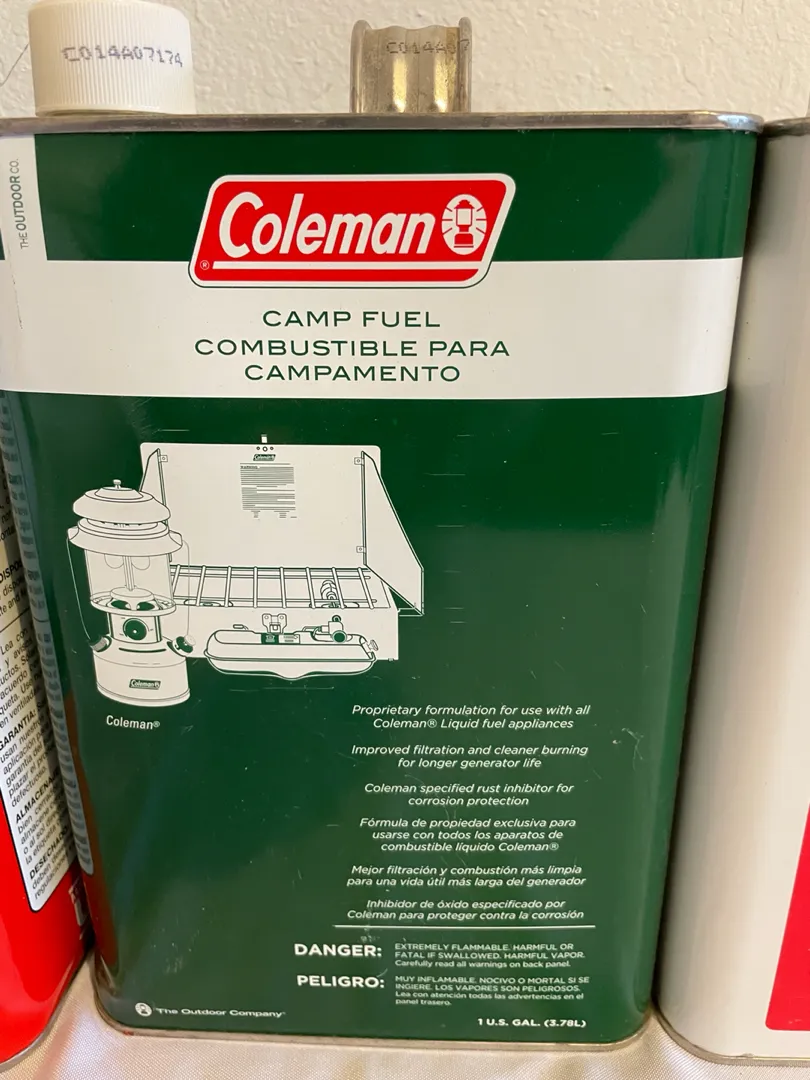 C014A07174
C014A07
THE OUTDOOR CO.
Coleman
®
CAMP FUEL
COMBUSTIBLE PARA
CAMPAMENTO
Coleman
Coleman
Coleman®
Proprietary formulation for use with all
Coleman® Liquid fuel appliances
Improved filtration and cleaner burning
for longer generator life
Coleman specified rust inhibitor for
corrosion protection
Fórmula de propiedad exclusiva para
usarse con todos los aparatos de
combustible líquido Coleman®
Mejor filtración y combustión más limpia
para una vida útil más larga del generador
Inhibidor de óxido especificado por
Coleman para proteger contra la corrosión
DANGER:
EXTREMELY FLAMMABLE. HARMFUL OR
FATAL IF SWALLOWED. HARMFUL VAPOR.
Carefully read all warnings on back panel.
PELIGRO:
MUY INFLAMABLE. NOCIVO O MORTAL SI SE
INGIERE. LOS VAPORES SON PELIGROSOS.
Lea con atención todas las advertencias en el
panel trasero.
The Outdoor Company™
1 U.S. GAL. (3.78L)
GARANTIA: